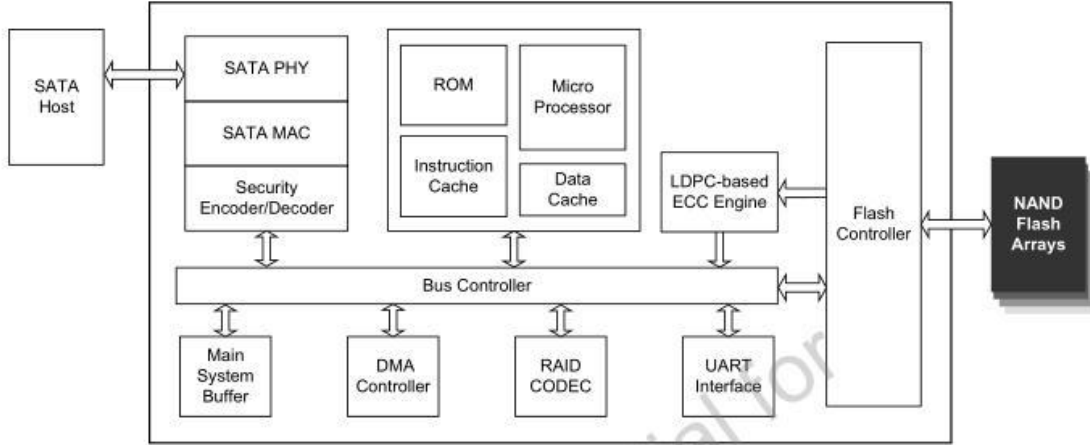 SATA
Host
SATA PHY
SATA MAC
Security
Encoder/Decoder
ROM
Micro
Processor
Instruction
Cache
Data
Cache
LDPC-based
ECC Engine
Flash
Controller
NAND
Flash
Arrays
Bus Controller
Main
System
Buffer
DMA
Controller
RAID
CODEC
UART
Interface
for